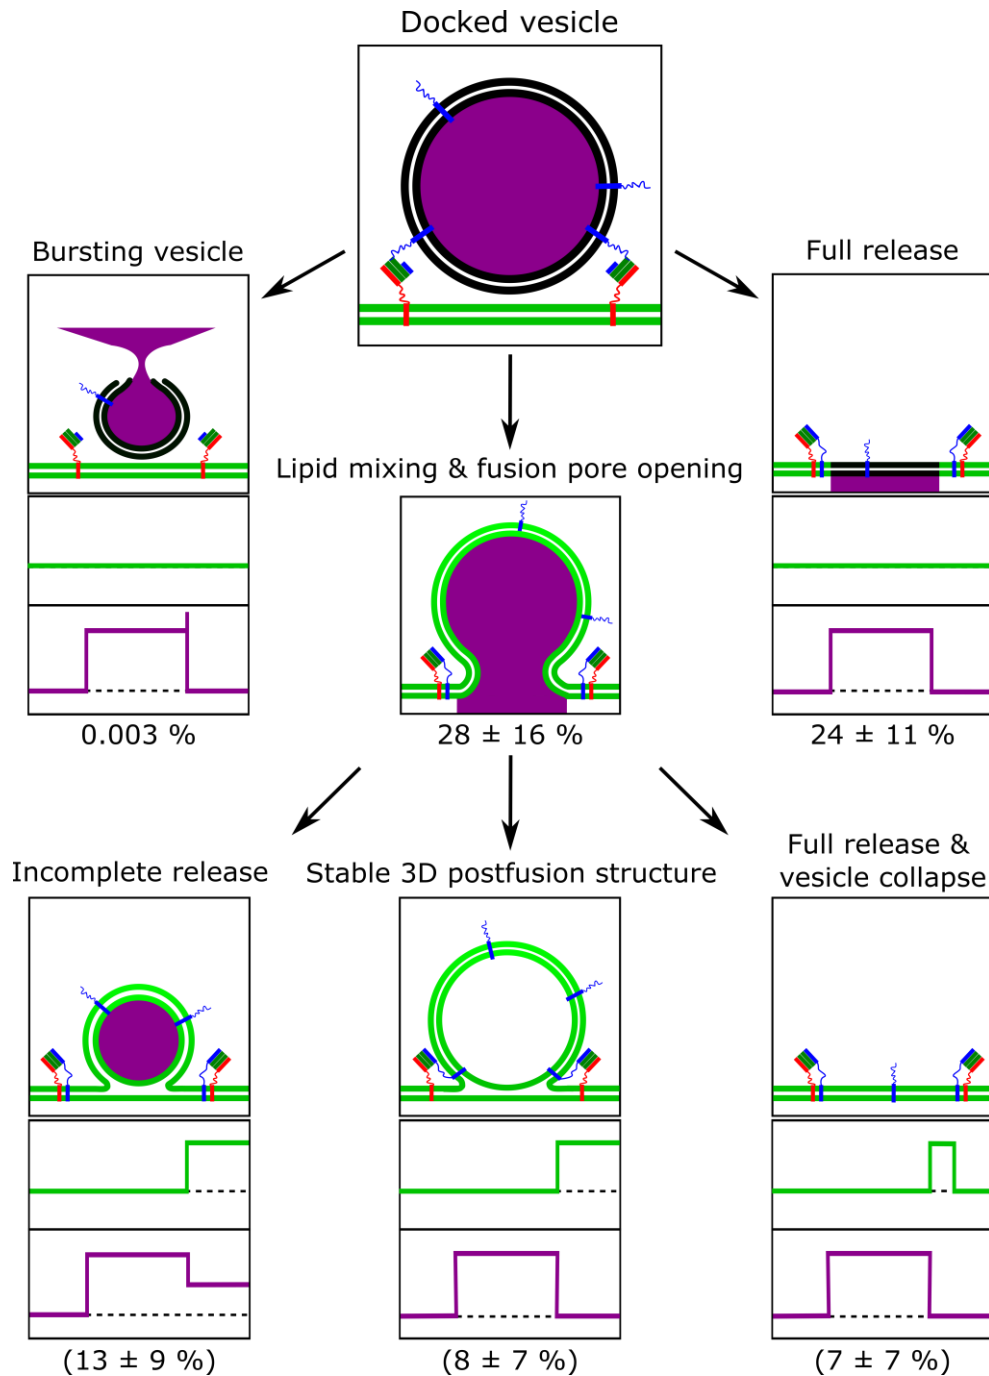 Docked vesicle
Bursting vesicle
Full release
Lipid mixing & fusion pore opening
0.003 %
28 ± 16 %
24 ± 11 %
Incomplete release
Stable 3D postfusion structure
Full release &
vesicle collapse
(13 ± 9 %)
(8 ± 7 %)
(7 ± 7 %)